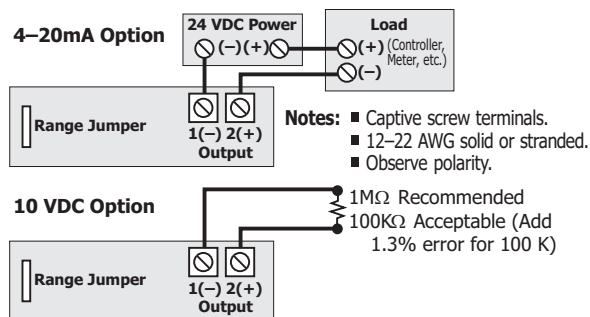 4–20mA Option
24 VDC Power
(–)(+)
Load
(+) (Controller,
Meter, etc.)
(–)
Range Jumper
1(–) 2(+)
Output
Notes: ■ Captive screw terminals.
■ 12–22 AWG solid or stranded.
■ Observe polarity.
10 VDC Option
1MΩ Recommended
100KΩ Acceptable (Add
1.3% error for 100 K)
Range Jumper
1(–) 2(+)
Output